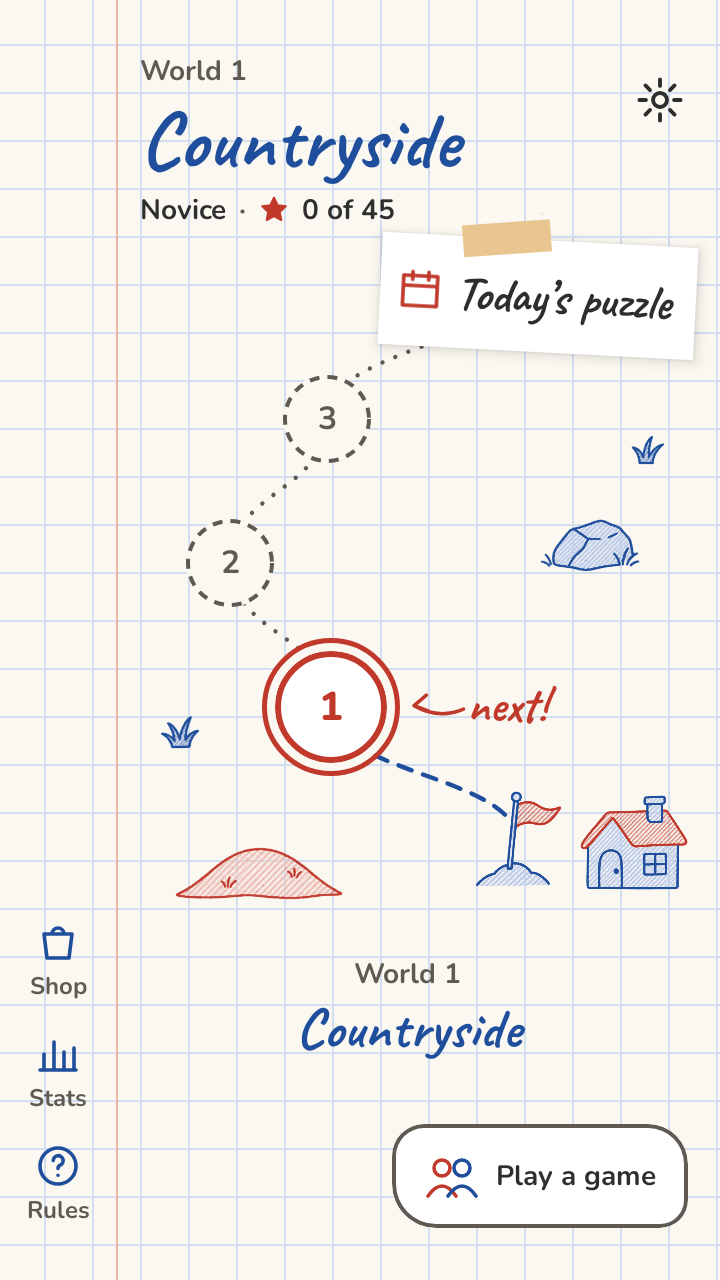 World 1
Countryside
Novice · ★ 0 of 45
Today's puzzle
3
2
1
next!
World 1
Countryside
Shop
Stats
?
Rules
Play a game